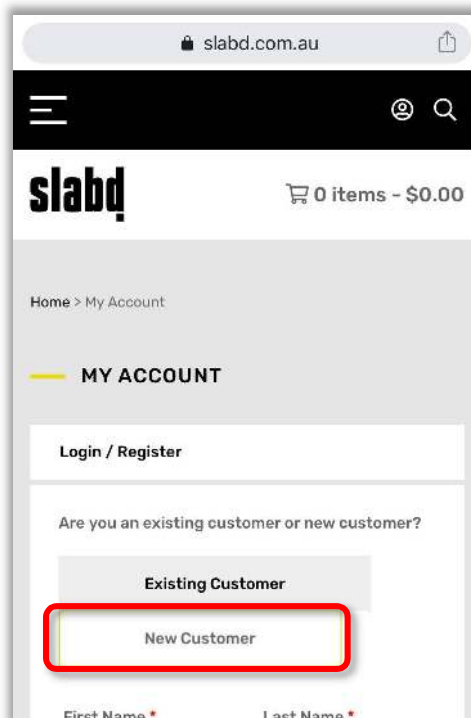 slabd.com.au
slabd
0 items - $0.00
Home > My Account
MY ACCOUNT
Login / Register
Are you an existing customer or new customer?
Existing Customer
New Customer
First Name * Last Name *